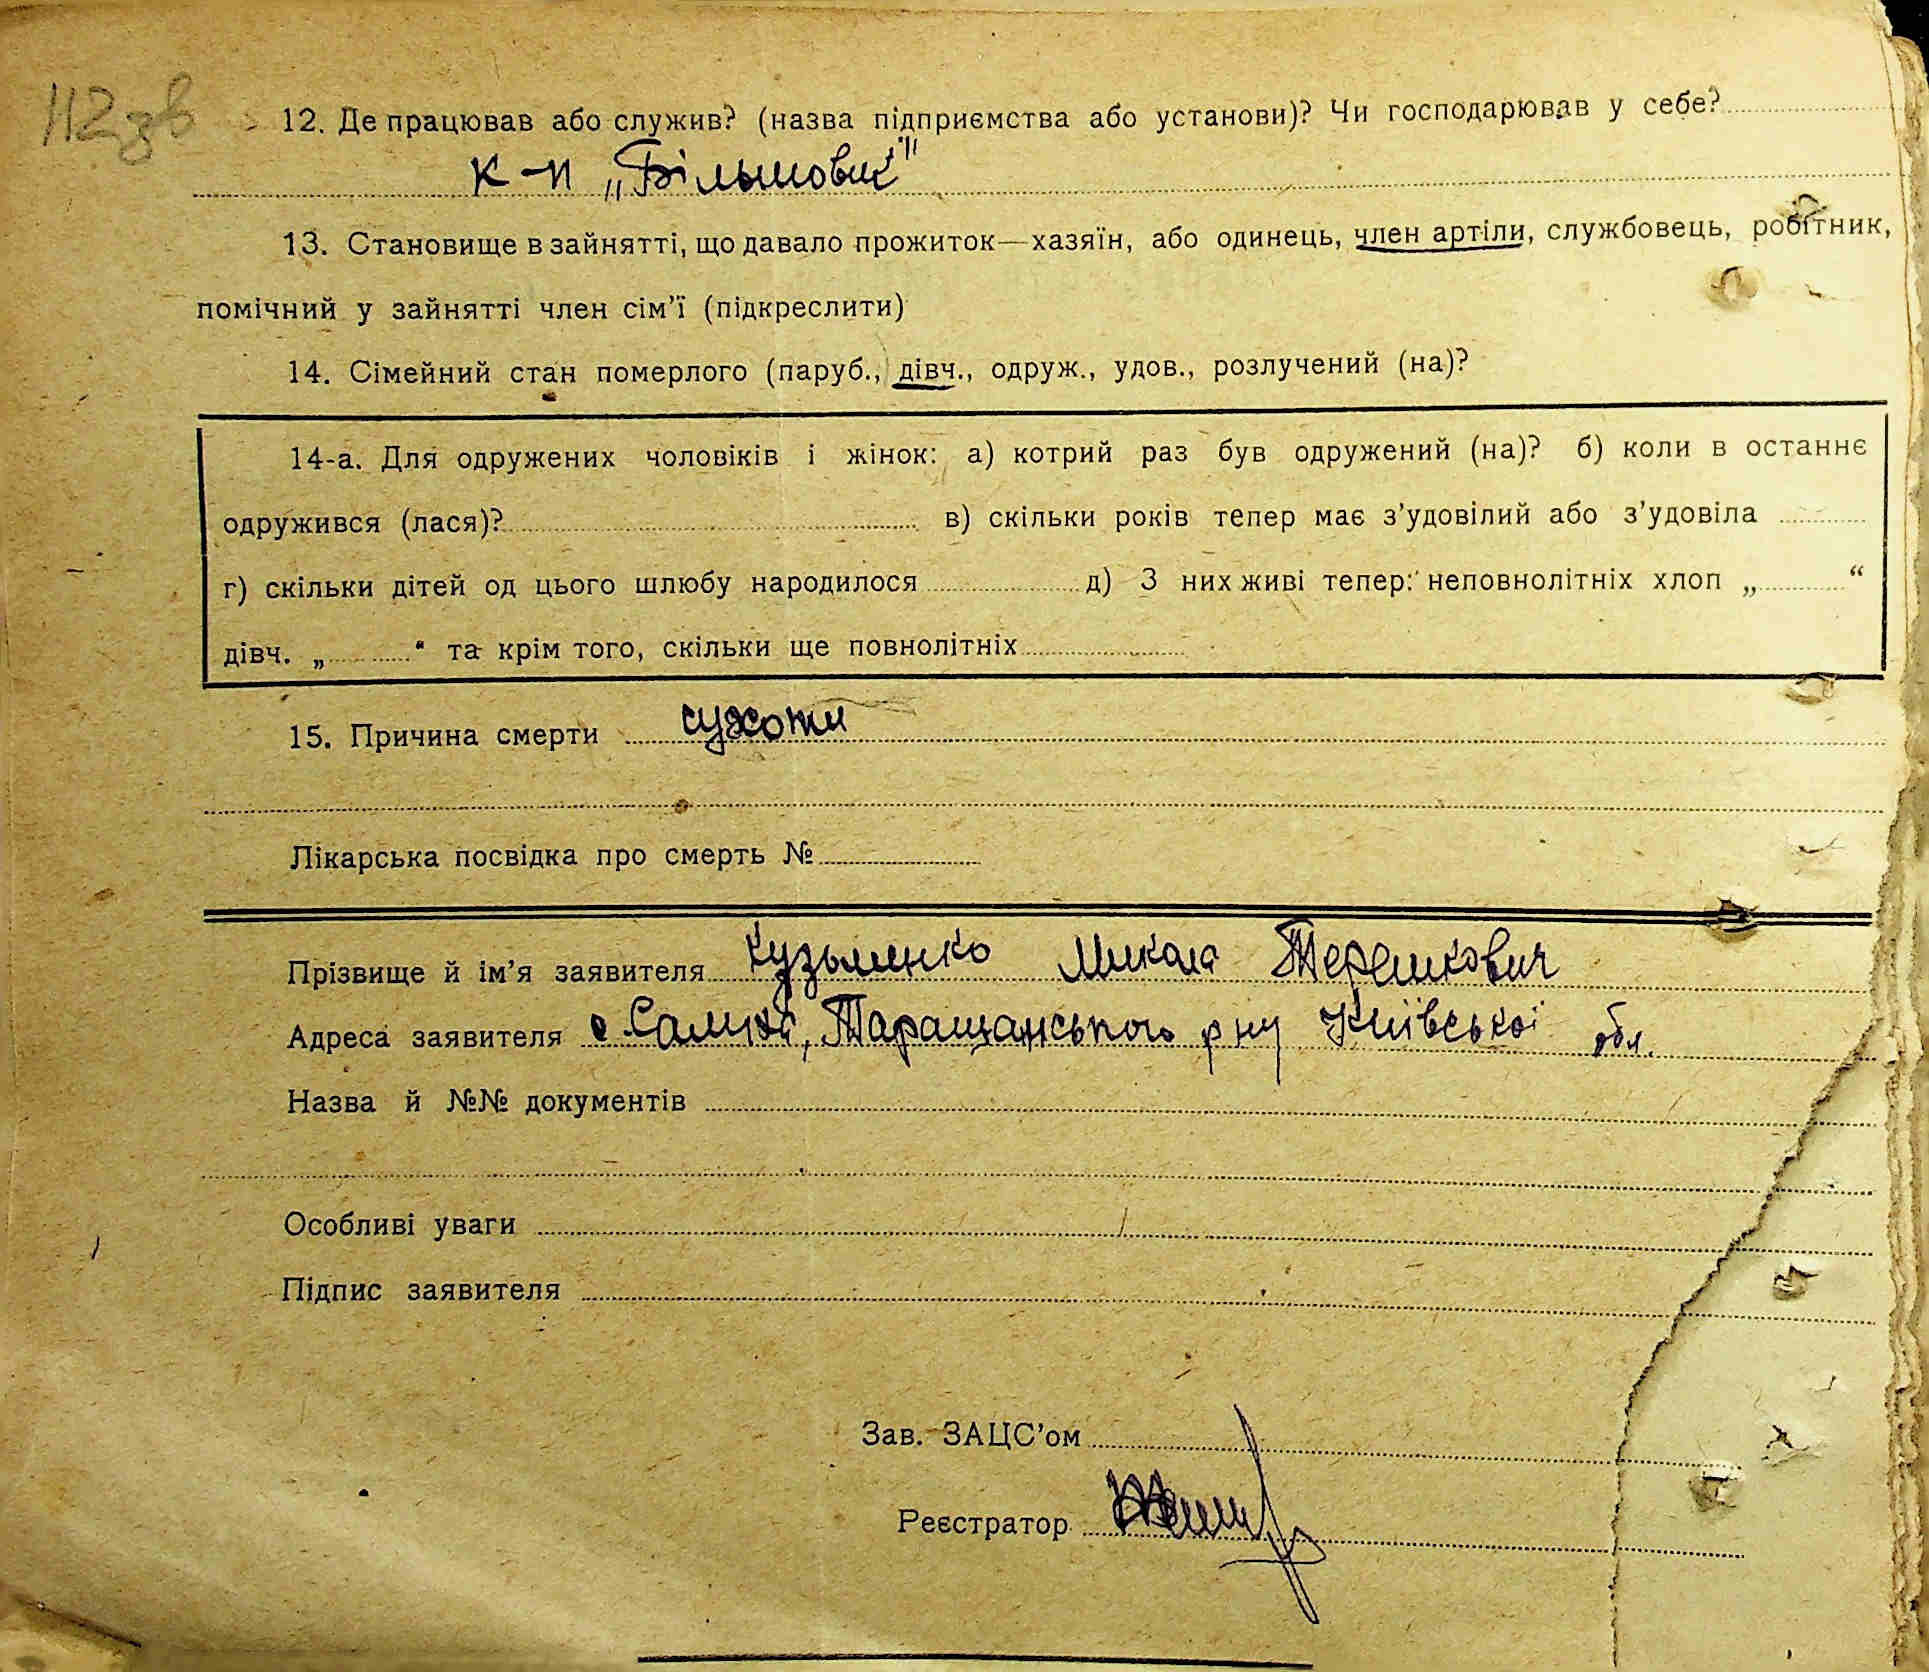 112зв
12. Де працював або служив? (назва підприємства або установи)? Чи господарював у себе?
к-п „Більшовик"
13. Становище в зайнятті, що давало прожиток—хазяїн, або одинець, член артіли, службовець, робітник,
помічний у зайнятті член сім'ї (підкреслити)
14. Сімейний стан померлого (паруб., дівч., одруж., удов., розлучений (на)?
14-а. Для одружених чоловіків і жінок: а) котрий раз був одружений (на)? б) коли в останнє
одружився (лася)? в) скільки років тепер має з'удовілий або з'удовіла
г) скільки дітей од цього шлюбу народилося д) З них живі тепер: неповнолітніх хлоп „ “
дівч. „ “ та крім того, скільки ще повнолітніх
15. Причина смерти сухоти
Лікарська посвідка про смерть №
Прізвище й ім'я заявителя Кузьменко Микола Терешкович
Адреса заявителя с Салиха, Таращанського р ну Київської обл.
Назва й №№ документів
Особливі уваги
Підпис заявителя
Зав. ЗАЦС'ом
Реєстратор